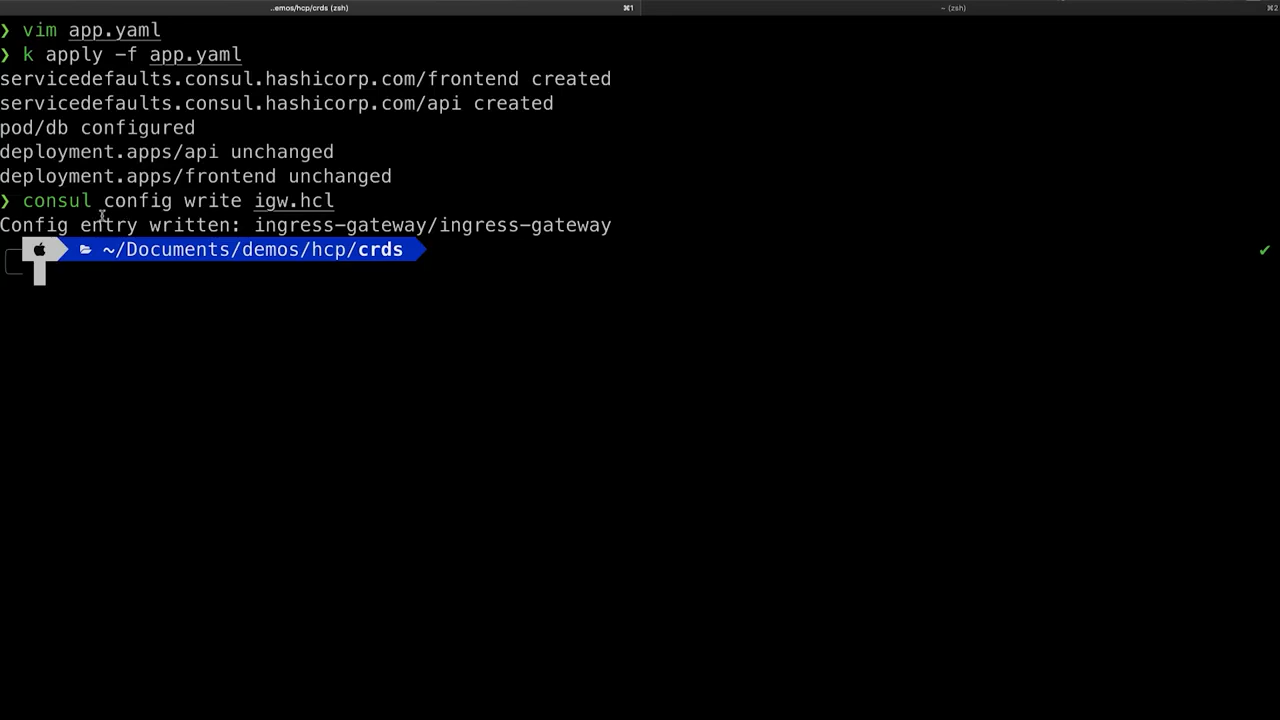 ..emos/hcp/crds (zsh) ⌘1 ~ (zsh) ⌘2
❯ vim app.yaml
❯ k apply -f app.yaml
servicedefaults.consul.hashicorp.com/frontend created
servicedefaults.consul.hashicorp.com/api created
pod/db configured
deployment.apps/api unchanged
deployment.apps/frontend unchanged
❯ consul config write igw.hcl
Config entry written: ingress-gateway/ingress-gateway
~/Documents/demos/hcp/crds ✔